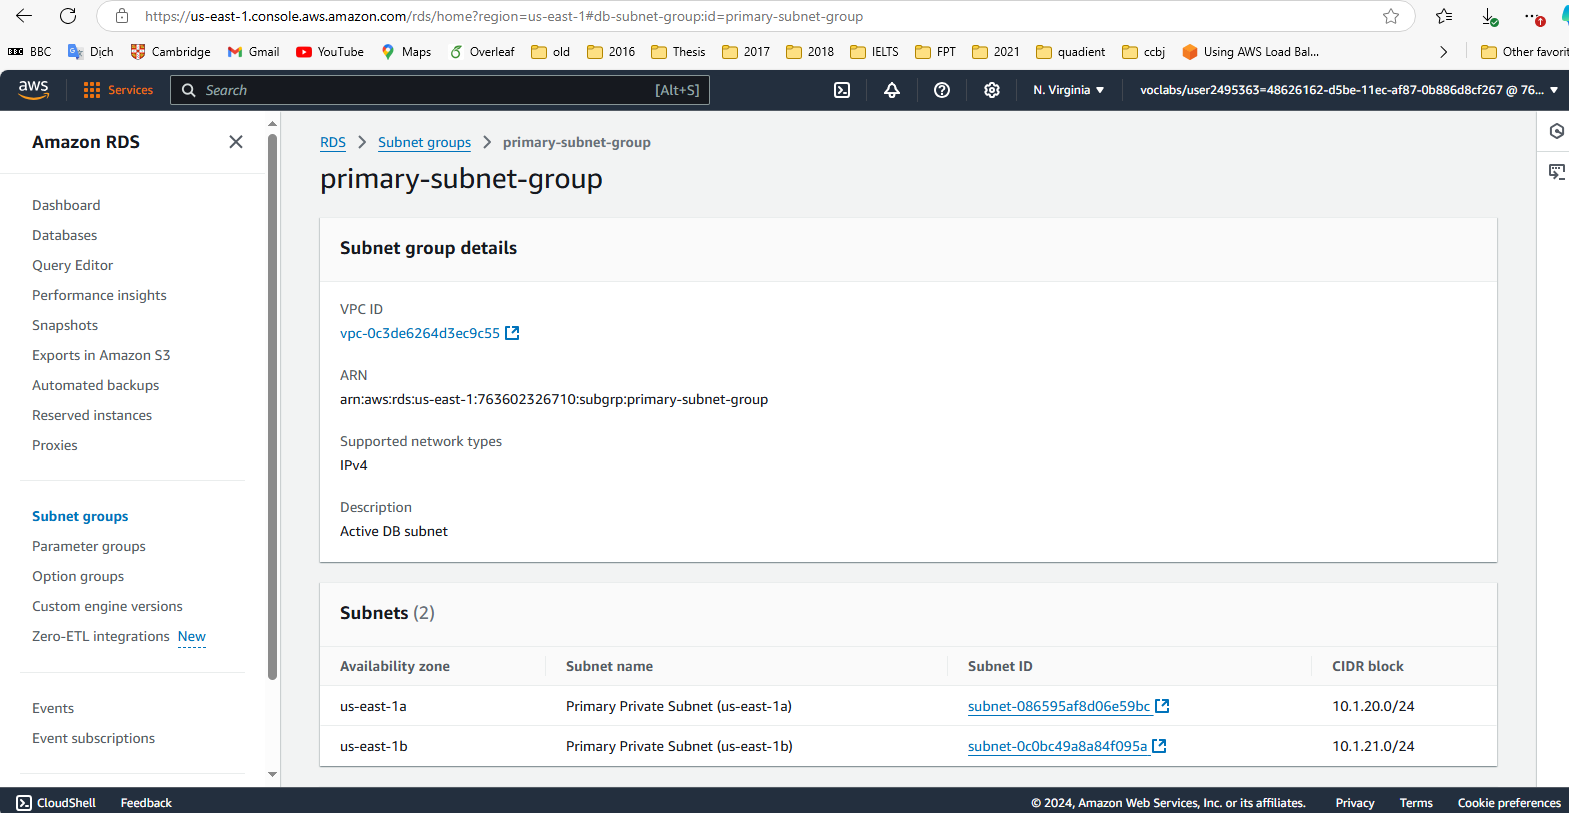 https://us-east-1.console.aws.amazon.com/rds/home?region=us-east-1#db-subnet-group:id=primary-subnet-group
BBC BBC Dịch Cambridge Gmail YouTube Maps Overleaf old 2016 Thesis 2017 2018 IELTS FPT 2021 quadient ccbj Using AWS Load Bal... Other favorit
aws Services Search [Alt+S] N. Virginia voclabs/user2495363=48626162-d5be-11ec-af87-0b886d8cf267 @ 76...
Amazon RDS
Dashboard
Databases
Query Editor
Performance insights
Snapshots
Exports in Amazon S3
Automated backups
Reserved instances
Proxies
Subnet groups
Parameter groups
Option groups
Custom engine versions
Zero-ETL integrations New
Events
Event subscriptions
RDS > Subnet groups > primary-subnet-group
primary-subnet-group
Subnet group details
VPC ID
vpc-0c3de6264d3ec9c55
ARN
arn:aws:rds:us-east-1:763602326710:subgrp:primary-subnet-group
Supported network types
IPv4
Description
Active DB subnet
Subnets (2)
Availability zone Subnet name Subnet ID CIDR block
us-east-1a Primary Private Subnet (us-east-1a) subnet-086595af8d06e59bc 10.1.20.0/24
us-east-1b Primary Private Subnet (us-east-1b) subnet-0c0bc49a8a84f095a 10.1.21.0/24
CloudShell Feedback © 2024, Amazon Web Services, Inc. or its affiliates. Privacy Terms Cookie preferences